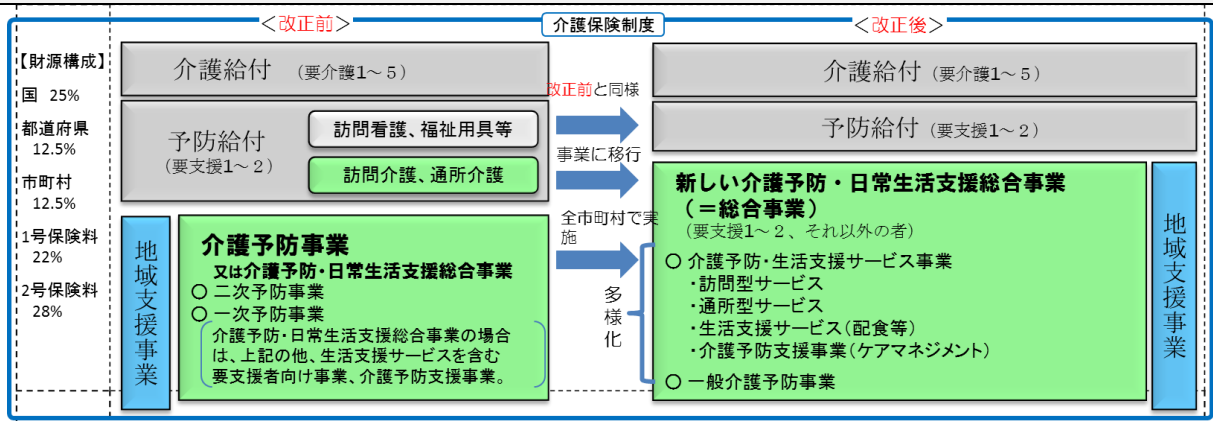 介護保険制度
＜改正前＞
＜改正後＞
【財源構成】
国 25%
都道府県
12.5%
市町村
12.5%
1号保険料
22%
2号保険料
28%
介護給付 （要介護1～5）
予防給付
（要支援1～2）
訪問看護、福祉用具等
訪問介護、通所介護
地域支援事業
介護予防事業
又は介護予防・日常生活支援総合事業
○ 二次予防事業
○ 一次予防事業
介護予防・日常生活支援総合事業の場合
は、上記の他、生活支援サービスを含む
要支援者向け事業、介護予防支援事業。
改正前と同様
事業に移行
全市町村で実
施
多様化
介護給付（要介護1～5）
予防給付（要支援1～2）
新しい介護予防・日常生活支援総合事業
（＝総合事業）
（要支援1～2、それ以外の者）
○ 介護予防・生活支援サービス事業
・訪問型サービス
・通所型サービス
・生活支援サービス（配食等）
・介護予防支援事業（ケアマネジメント）
○ 一般介護予防事業
地域支援事業